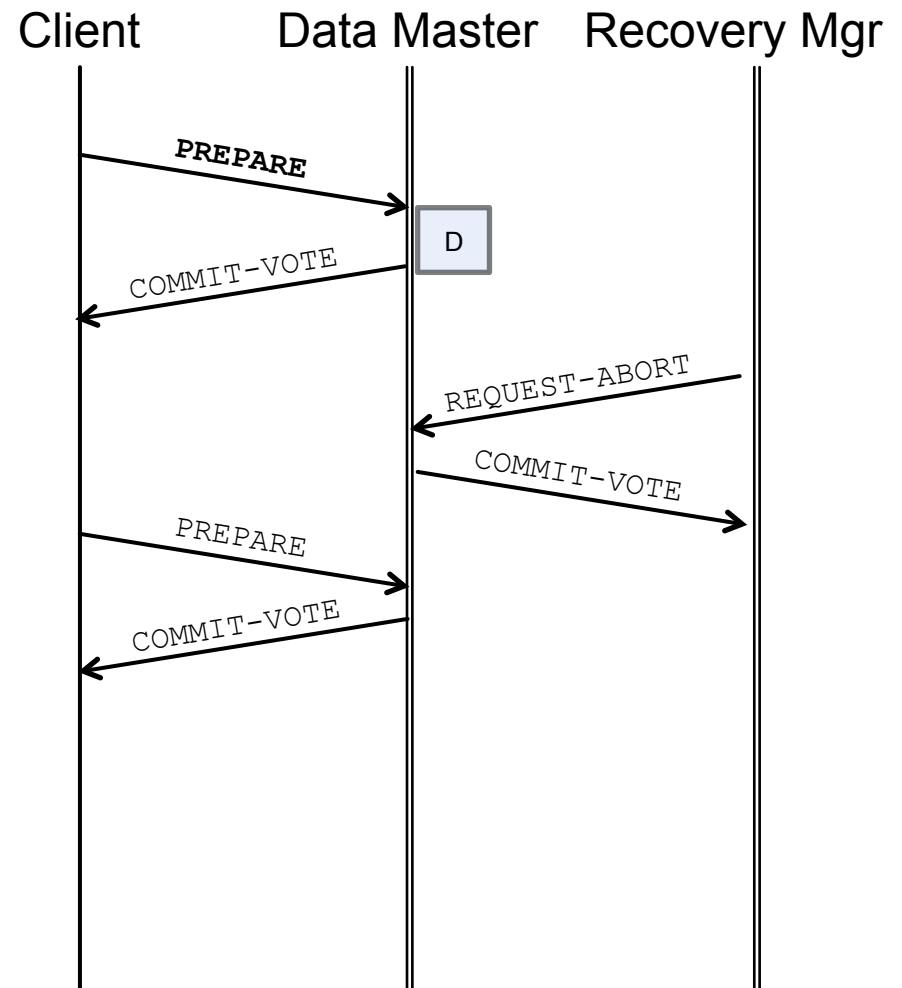 Client Data Master Recovery Mgr
PREPARE
D
COMMIT-VOTE
REQUEST-ABORT
COMMIT-VOTE
PREPARE
COMMIT-VOTE